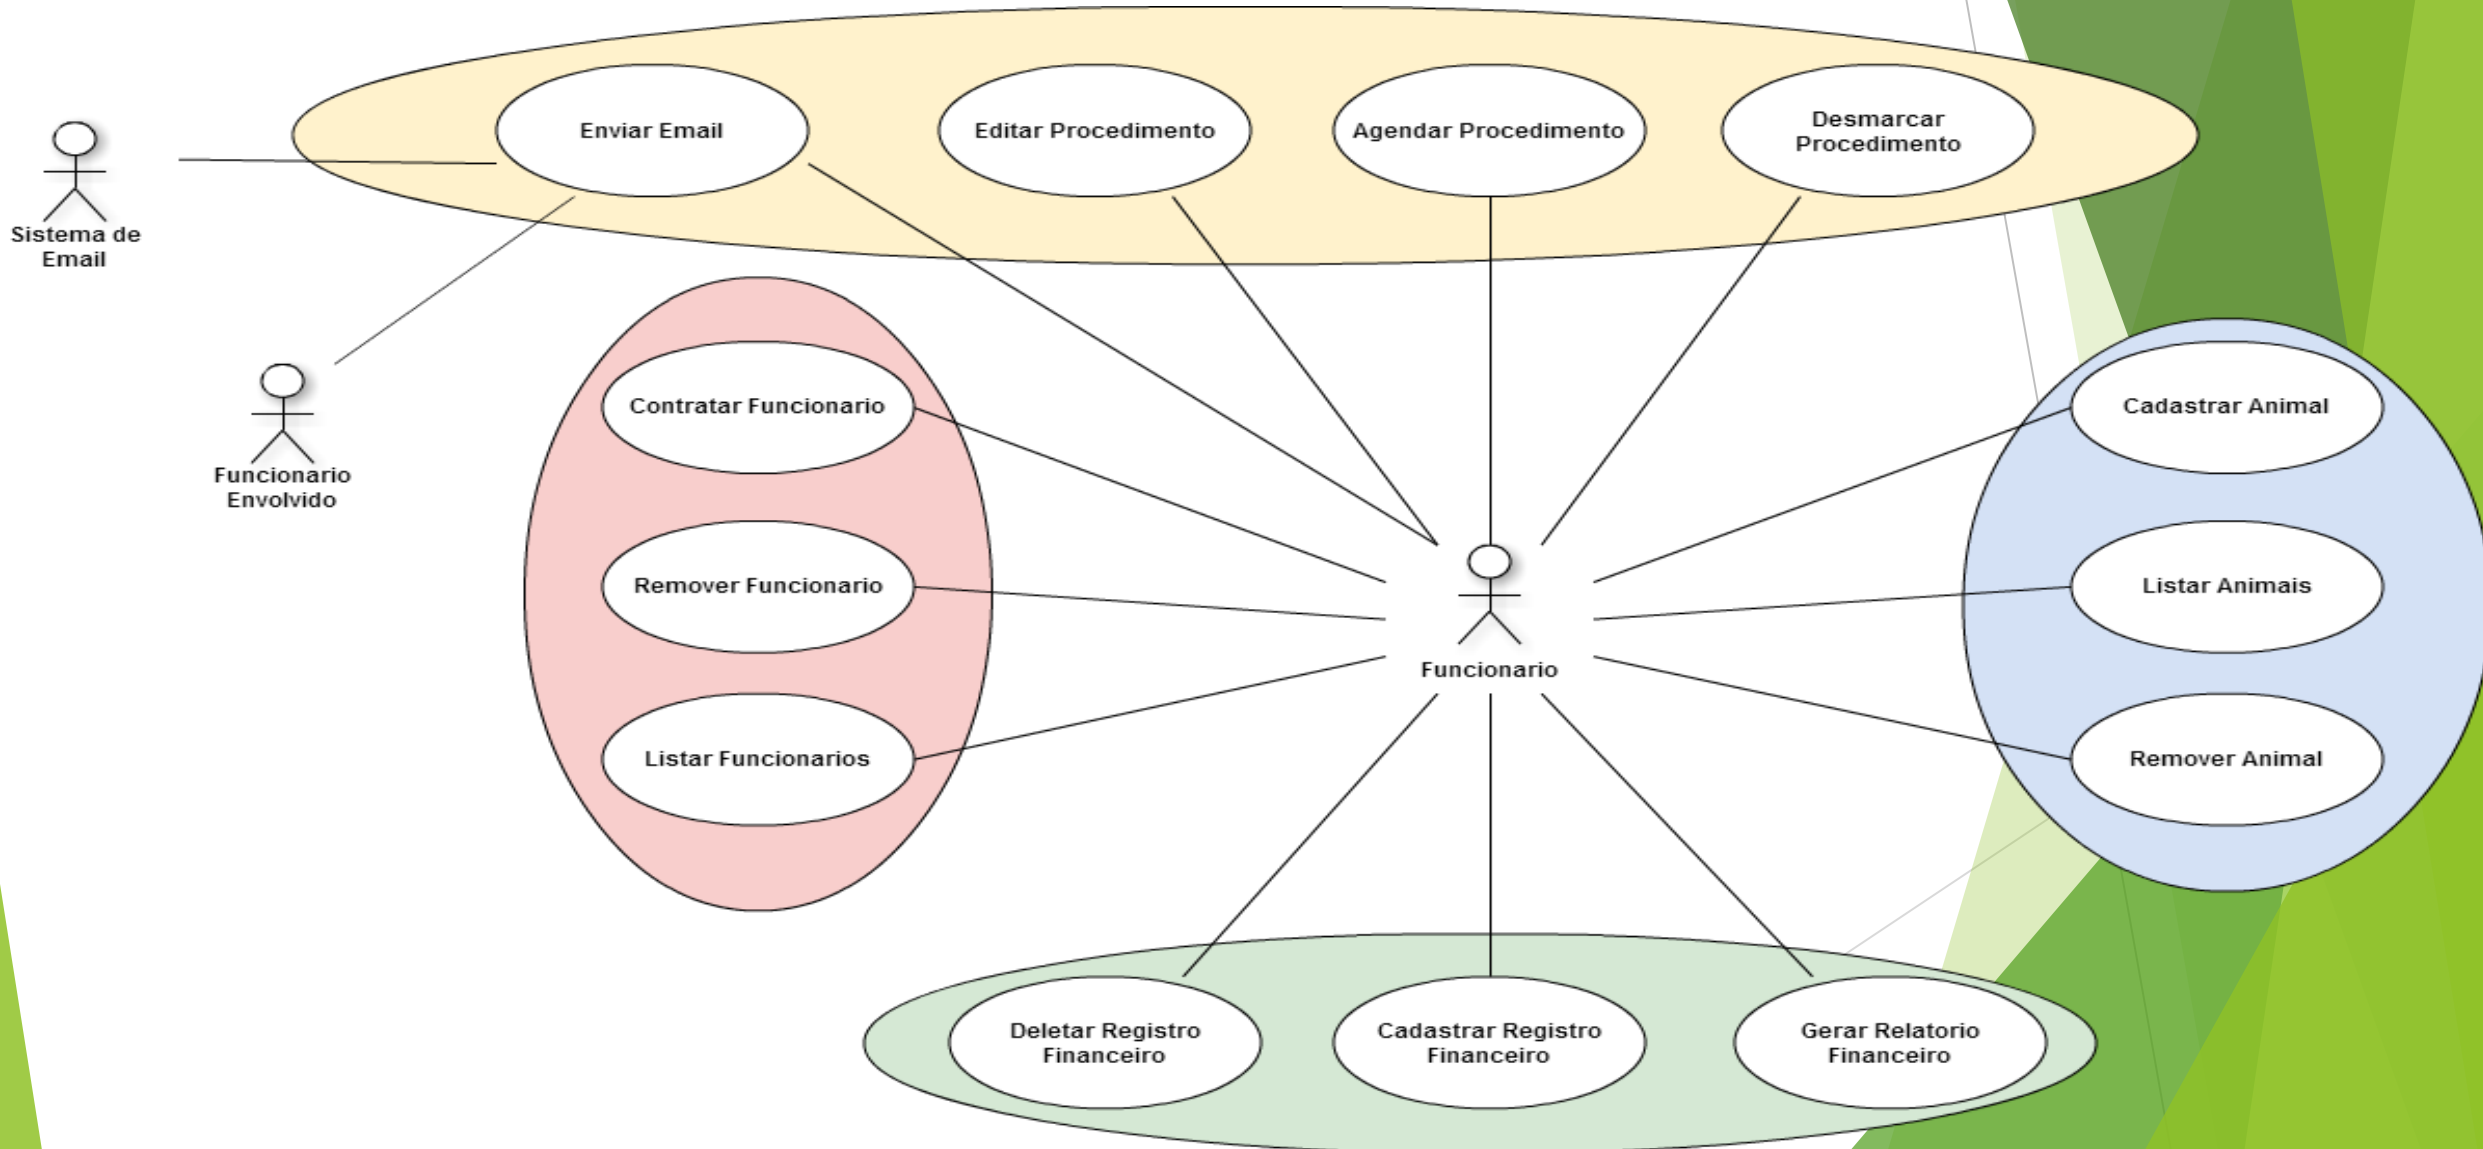 Enviar Email
Editar Procedimento
Agendar Procedimento
Desmarcar
Procedimento
Sistema de
Email
Funcionario
Envolvido
Contratar Funcionario
Remover Funcionario
Listar Funcionarios
Funcionario
Cadastrar Animal
Listar Animais
Remover Animal
Deletar Registro
Financeiro
Cadastrar Registro
Financeiro
Gerar Relatorio
Financeiro